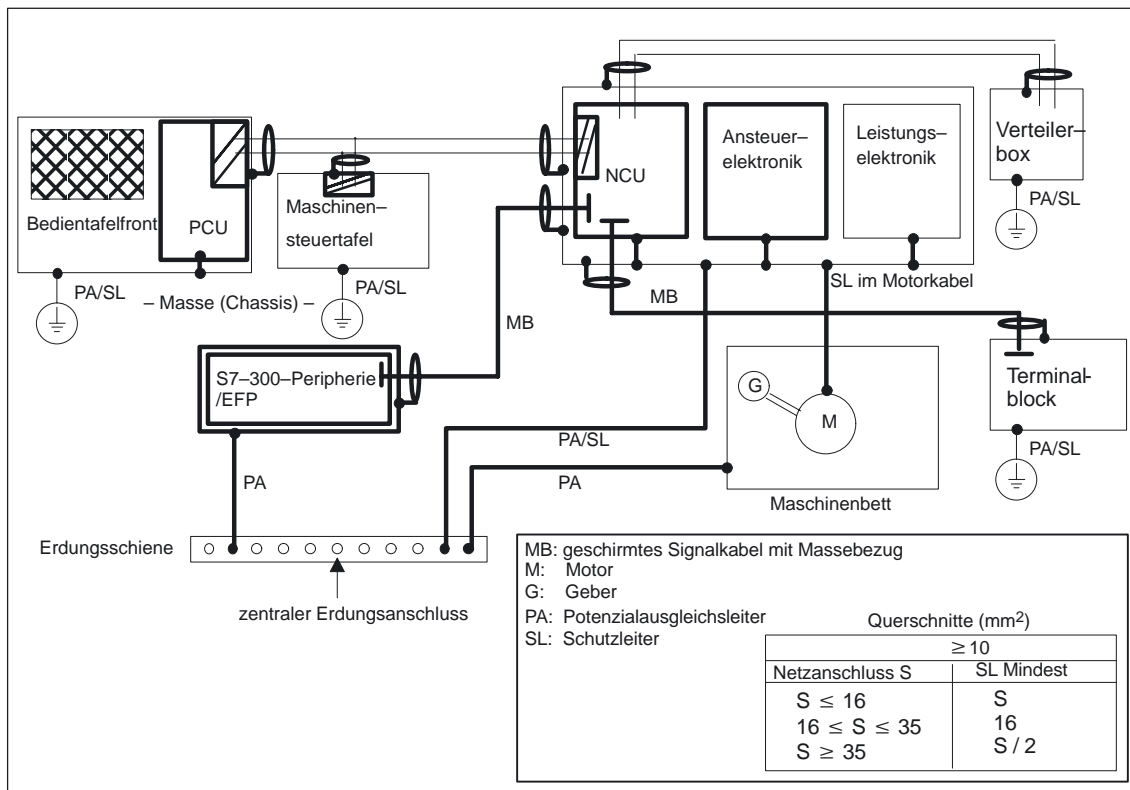 Bedientafelfront
PCU
Maschinen–
steuertafel
NCU
Ansteuer–
elektronik
Leistungs–
elektronik
Verteiler–
box
PA/SL
PA/SL
– Masse (Chassis) –
PA/SL
SL im Motorkabel
MB
MB
S7–300–Peripherie
/EFP
G
M
Terminal-
block
PA/SL
PA/SL
PA
PA
Maschinenbett
Erdungsschiene
zentraler Erdungsanschluss
MB: geschirmtes Signalkabel mit Massebezug
M: Motor
G: Geber
PA: Potenzialausgleichsleiter
SL: Schutzleiter
Querschnitte (mm²)
≥ 10
Netzanschluss S SL Mindest
S ≤ 16 S
16 ≤ S ≤ 35 16
S ≥ 35 S / 2